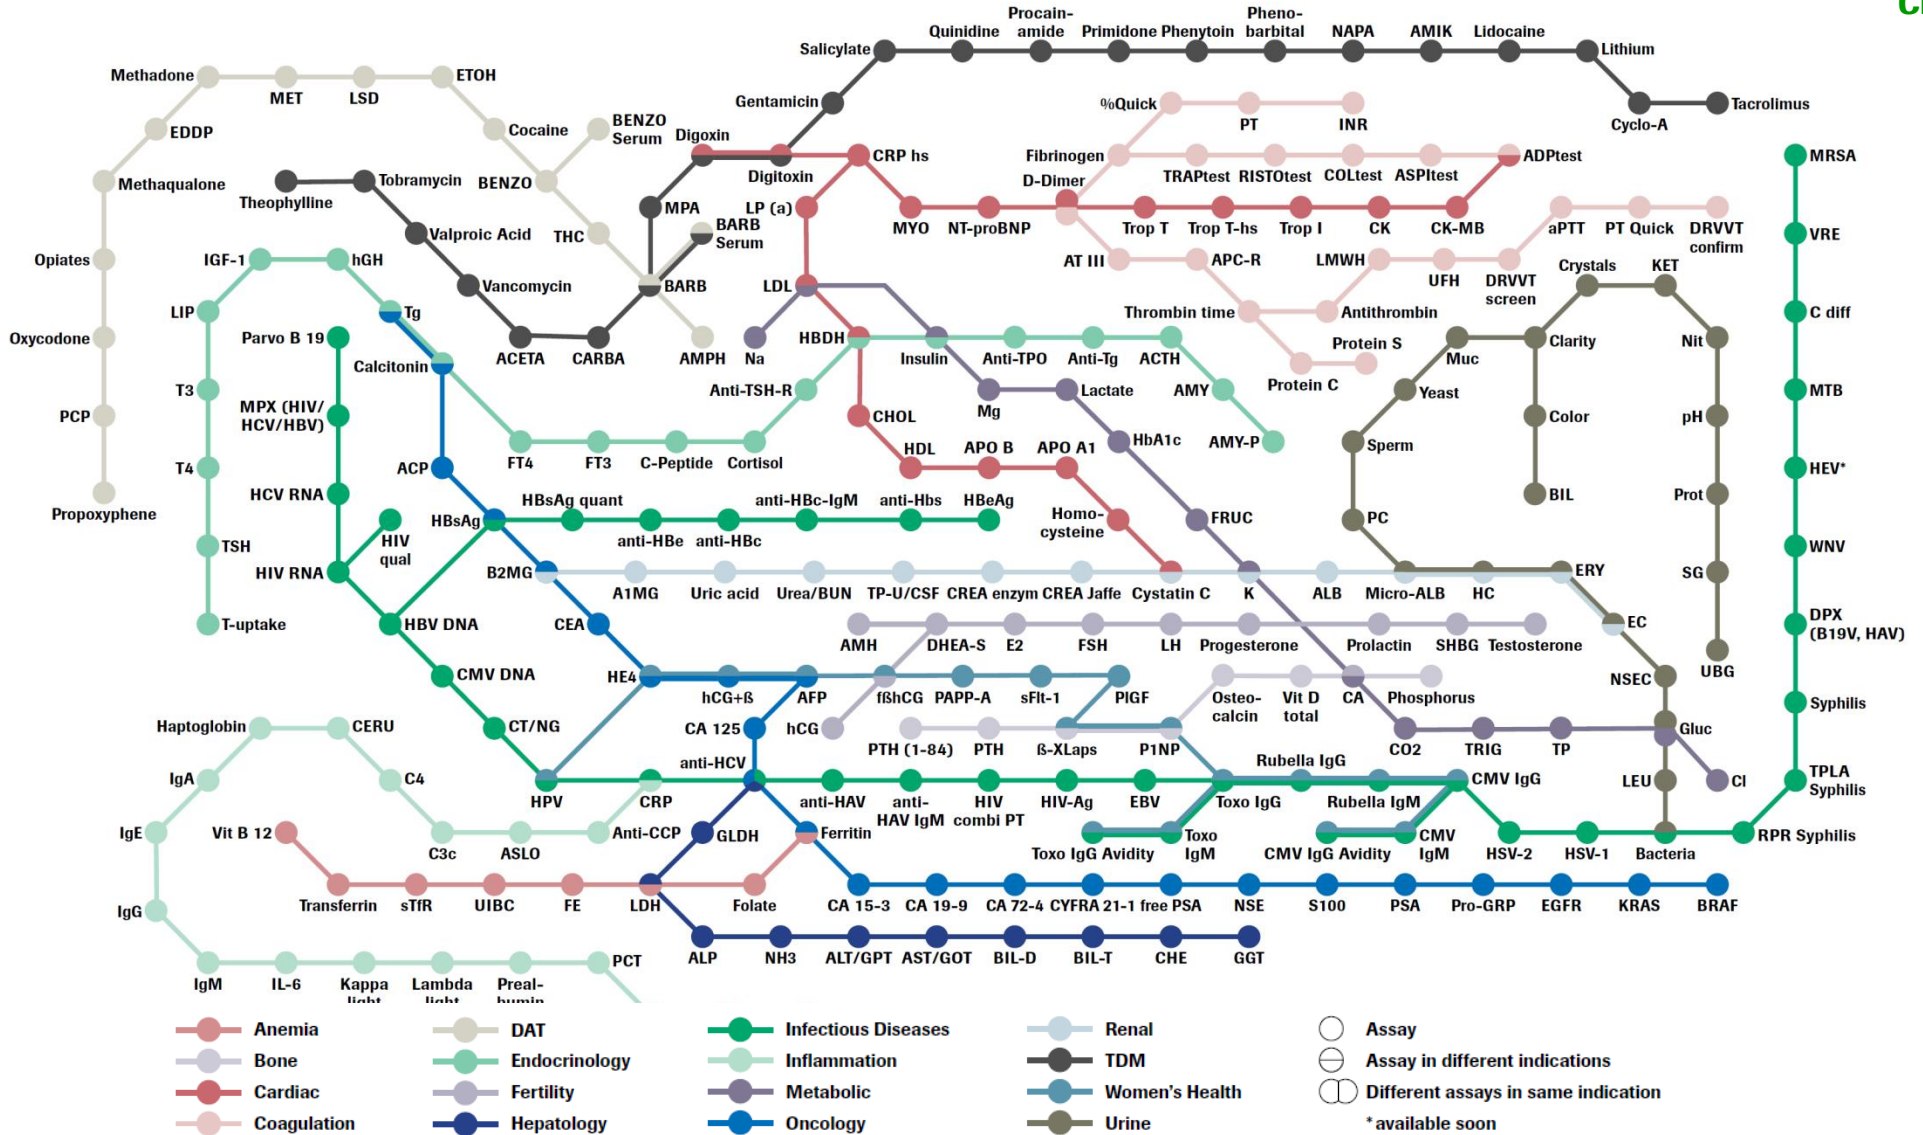 Procain-
Pheno-
Quinidine
amide
Primidone
Phenytoin
barbital
NAPA
AMIK
Lidocaine
Salicylate
Lithium
Methadone
ETOH
MET
LSD
Gentamicin
%Quick
PT
INR
Cyclo-A
Tacrolimus
EDDP
Cocaine
BENZO
Serum
Digoxin
Digitoxin
CRP hs
Fibrinogen
TRAPtest
RISTOtest
COLtest
ASPItest
ADPtest
MRSA
Methaqualone
Theophylline
Tobramycin
BENZO
D-Dimer
MPA
LP (a)
MYO
NT-proBNP
Trop T
Trop T-hs
Trop I
CK
CK-MB
aPTT
PT Quick
DRVVT
confirm
Valproic Acid
THC
BARB
Serum
VRE
Opiates
IGF-1
hGH
AT III
APC-R
LMWH
UFH
DRVVT
screen
Crystals
KET
Vancomycin
BARB
LDL
LIP
Tg
Thrombin time
Antithrombin
C diff
Oxycodone
Parvo B 19
ACETA
CARBA
AMPH
Na
HBDH
Insulin
Anti-TPO
Anti-Tg
ACTH
Protein S
Protein C
Muc
Clarity
Nit
Calcitonin
T3
Anti-TSH-R
Mg
Lactate
AMY
Yeast
MTB
PCP
MPX (HIV/
HCV/HBV)
CHOL
Color
pH
FT4
FT3
C-Peptide
Cortisol
HDL
APO B
APO A1
HbA1c
AMY-P
Sperm
T4
ACP
HEV*
Propoxyphene
HCV RNA
HBsAg quant
anti-HBc-IgM
anti-Hbs
HBeAg
BIL
Prot
HBsAg
anti-HBe
anti-HBc
Homo-
cysteine
FRUC
PC
TSH
HIV
qual
WNV
HIV RNA
B2MG
A1MG
Uric acid
Urea/BUN
TP-U/CSF
CREA enzym
CREA Jaffe
Cystatin C
K
ALB
Micro-ALB
HC
ERY
SG
T-uptake
HBV DNA
CEA
AMH
DHEA-S
E2
FSH
LH
Progesterone
Prolactin
SHBG
Testosterone
EC
DPX
(B19V, HAV)
CMV DNA
HE4
hCG+ß
AFP
fßhCG
PAPP-A
sFlt-1
PlGF
Osteo-
calcin
Vit D
total
CA
Phosphorus
NSEC
UBG
Haptoglobin
CERU
CT/NG
CA 125
hCG
PTH (1-84)
PTH
ß-XLaps
P1NP
CO2
TRIG
TP
Gluc
Syphilis
IgA
C4
HPV
CRP
anti-HCV
anti-HAV
anti-
HAV IgM
HIV
combi PT
HIV-Ag
EBV
Toxo IgG
Rubella IgG
Rubella IgM
CMV IgG
LEU
Cl
TPLA
Syphilis
IgE
Vit B 12
C3c
ASLO
Anti-CCP
GLDH
Ferritin
Toxo IgG Avidity
Toxo
IgM
CMV IgG Avidity
CMV
IgM
HSV-2
HSV-1
Bacteria
RPR Syphilis
IgG
Transferrin
sTfR
UIBC
FE
LDH
Folate
CA 15-3
CA 19-9
CA 72-4
CYFRA 21-1
free PSA
NSE
S100
PSA
Pro-GRP
EGFR
KRAS
BRAF
IgM
IL-6
Kappa
light
Lambda
light
Preal-
bumin
PCT
ALP
NH3
ALT/GPT
AST/GOT
BIL-D
BIL-T
CHE
GGT
Anemia
Bone
Cardiac
Coagulation
DAT
Endocrinology
Fertility
Hepatology
Infectious Diseases
Inflammation
Metabolic
Oncology
Renal
TDM
Women's Health
Urine
Assay
Assay in different indications
Different assays in same indication
*available soon